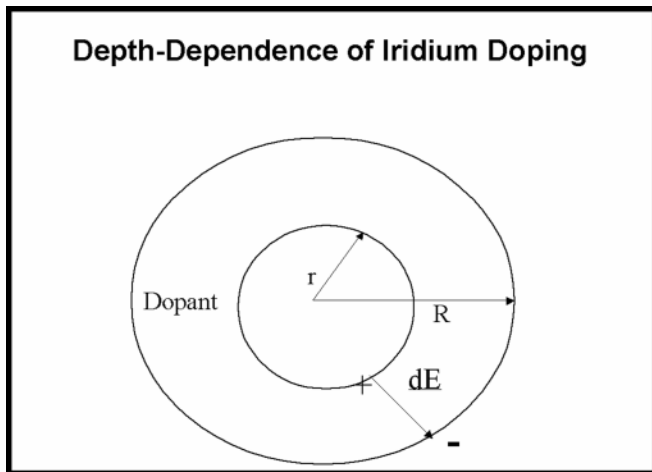 Depth-Dependence of Iridium Doping
r
Dopant
R
+
dE
-